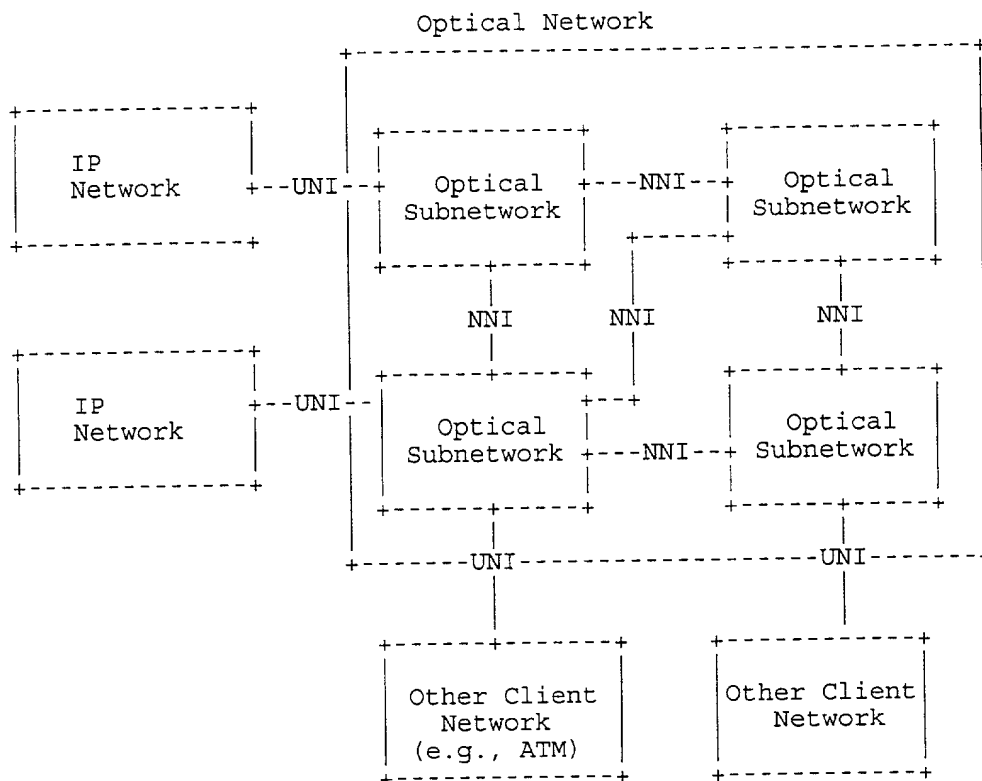 Optical Network
IP
Network
UNI
Optical
Subnetwork
NNI
Optical
Subnetwork
NNI
NNI
NNI
IP
Network
UNI
Optical
Subnetwork
NNI
Optical
Subnetwork
UNI
UNI
Other Client
Network
(e.g., ATM)
Other Client
Network